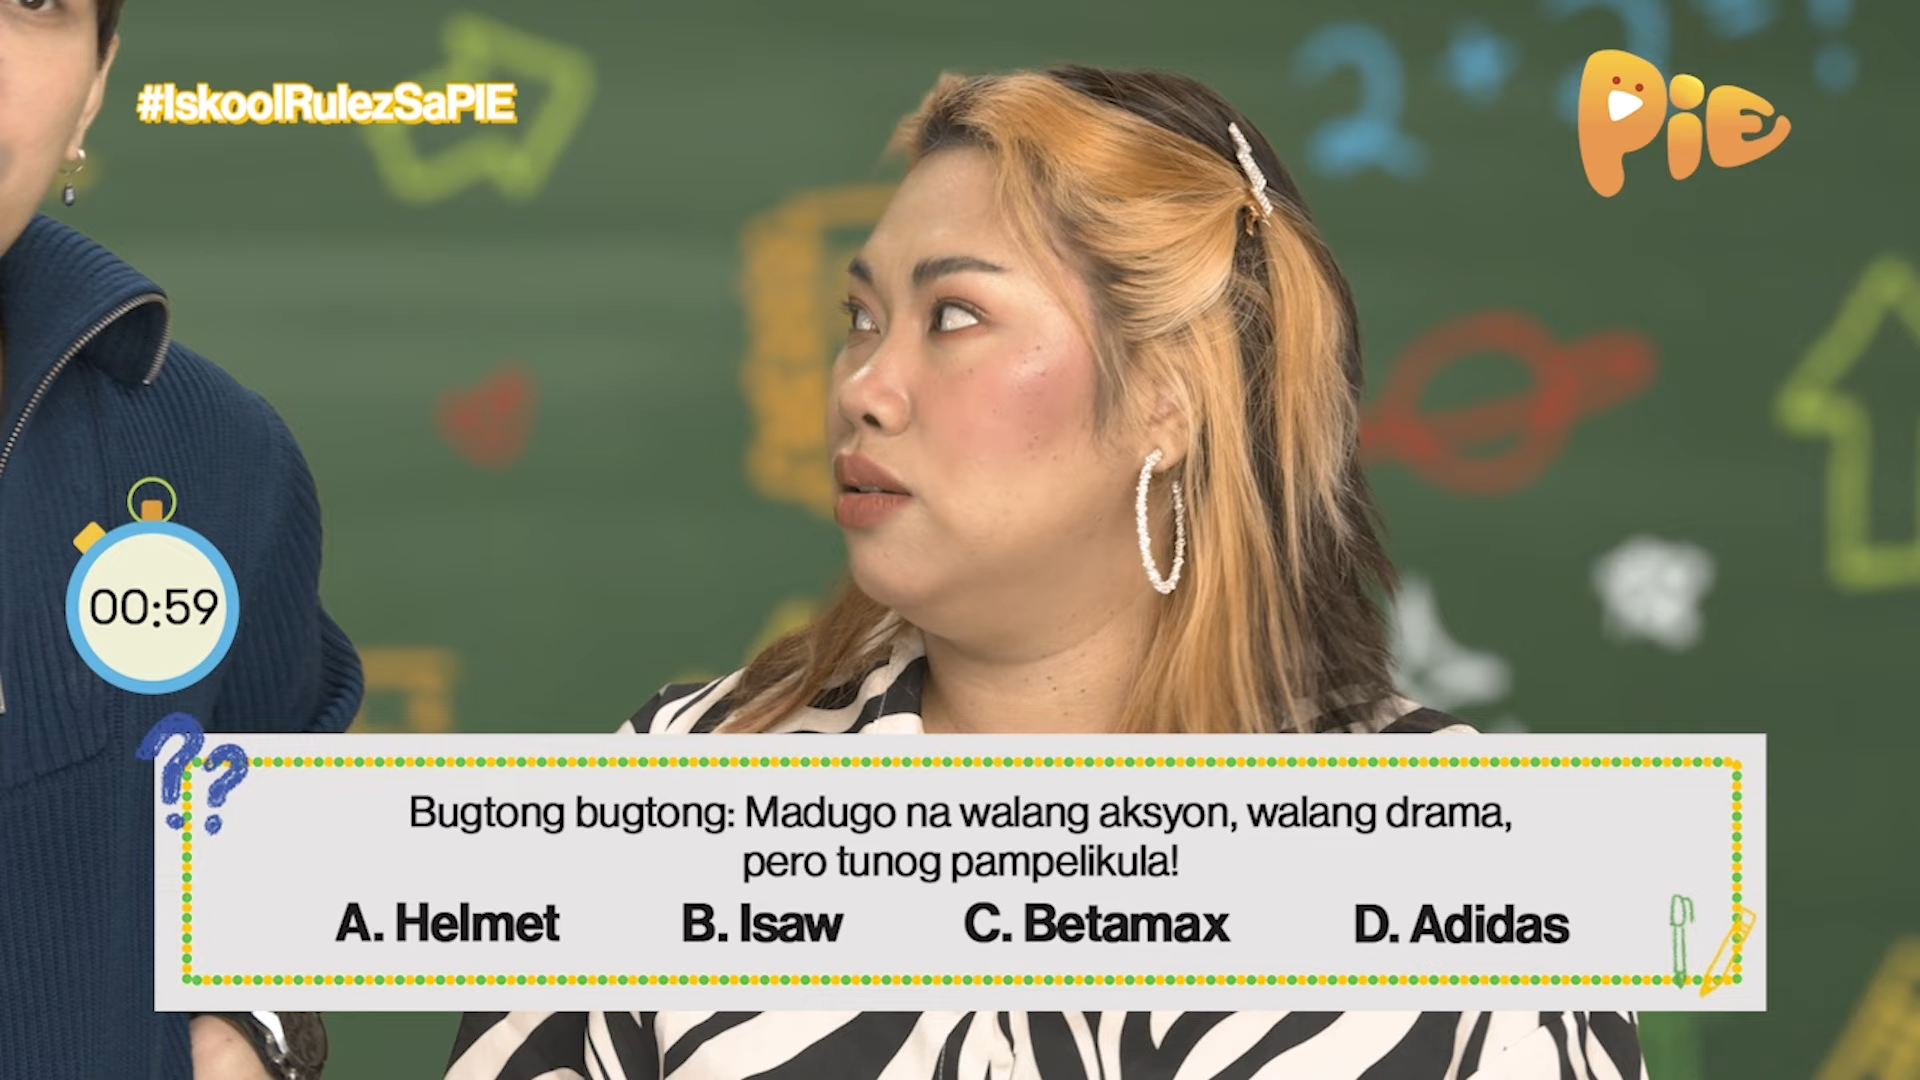 #IskoolRulezSaPIE
PiE
00:59
??
Bugtong bugtong: Madugo na walang aksyon, walang drama,
pero tunog pampelikula!
A. Helmet B. Isaw C. Betamax D. Adidas
2